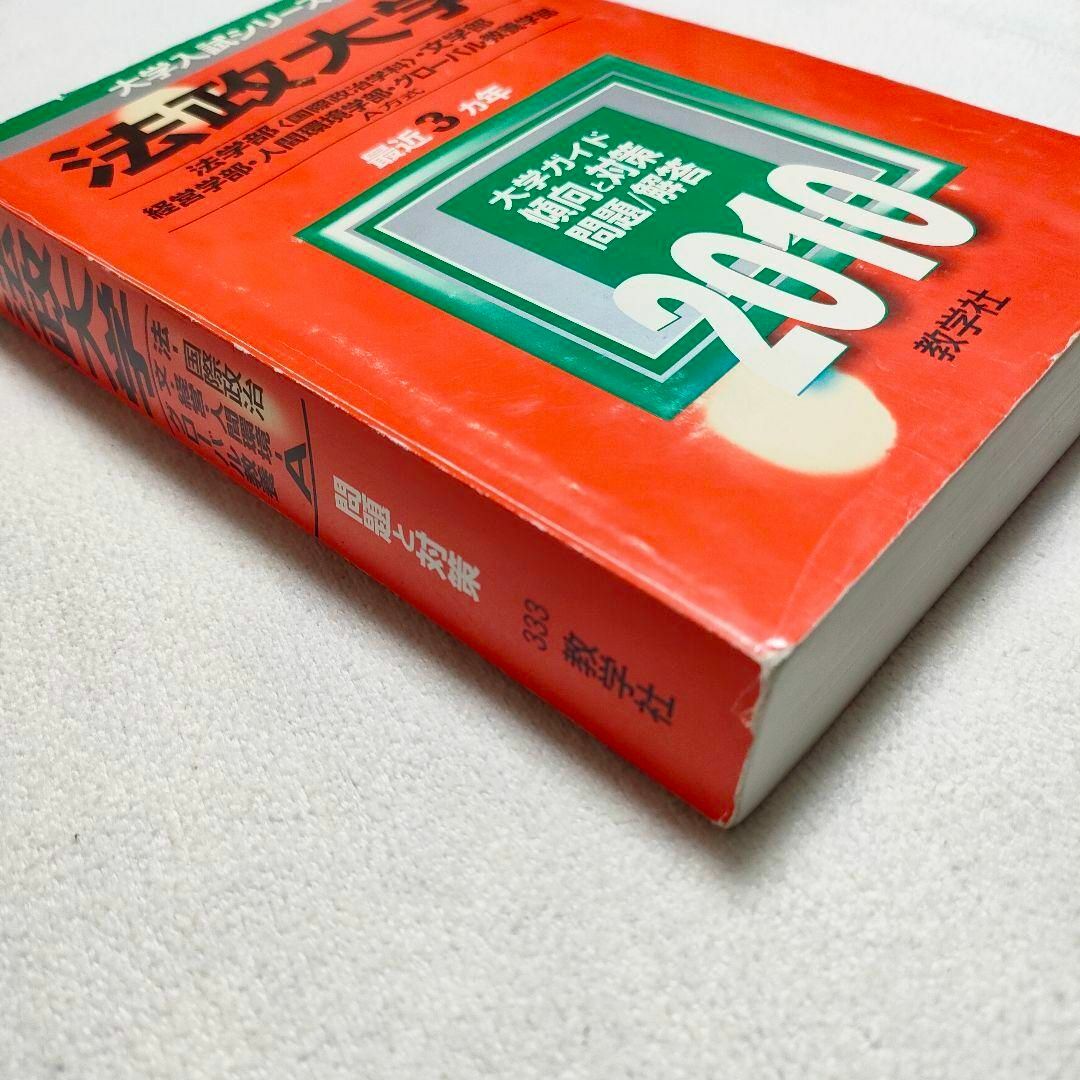 大学入試シリーズ
法政大学
法学部〈国際政治学科〉・文学部
経営学部・人間環境学部・グローバル教養学部
A方式
最近3カ年
大学ガイド
傾向と対策
問題/解答
2010
教学社
政大学
法-国際政治
文・経営・人間環境-
グローバル教養
A
問題と対策
333
教学社